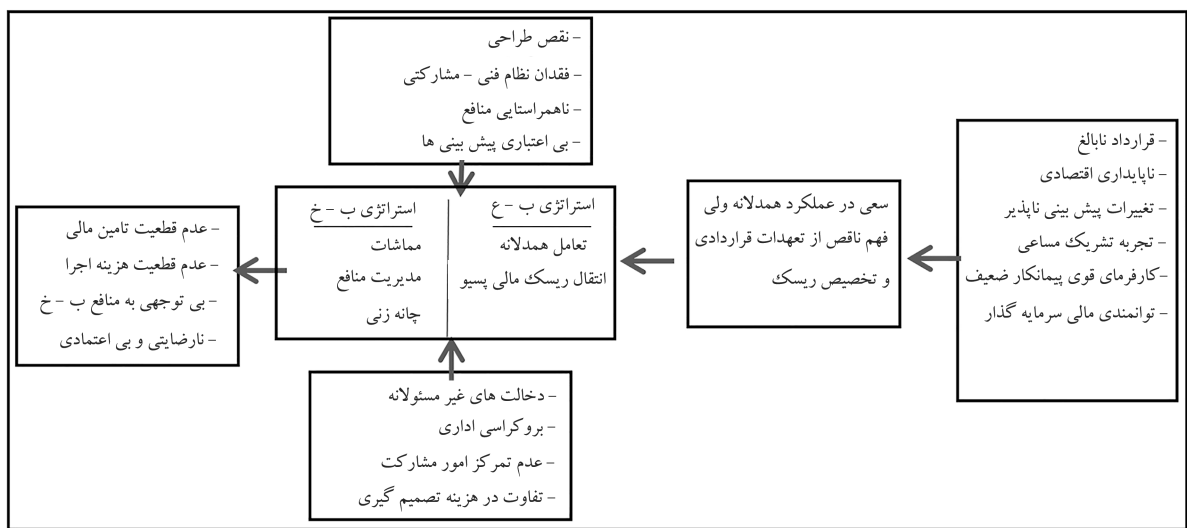 - نقص طراحی
- فقدان نظام فنی - مشارکتی
- ناهمراستایی منافع
- بی اعتباری پیش بینی ها
- قرارداد نابالغ
- ناپایداری اقتصادی
- تغییرات پیش بینی ناپذیر
- تجربه تشریک مساعی
- کارفرمای قوی پیمانکار ضعیف
- توانمندی مالی سرمایه گذار
سعی در عملکرد همدلانه ولی
فهم ناقص از تعهدات قراردادی
و تخصیص ریسک
استراتژی ب - ع
تعامل همدلانه
انتقال ریسک مالی پسیو
استراتژی ب - خ
مماشات
مدیریت منافع
چانه زنی
- عدم قطعیت تامین مالی
- عدم قطعیت هزینه اجرا
- بی توجهی به منافع ب - خ
- نارضایتی و بی اعتمادی
- دخالت های غیر مسئولانه
- بروکراسی اداری
- عدم تمرکز امور مشارکت
- تفاوت در هزینه تصمیم گیری